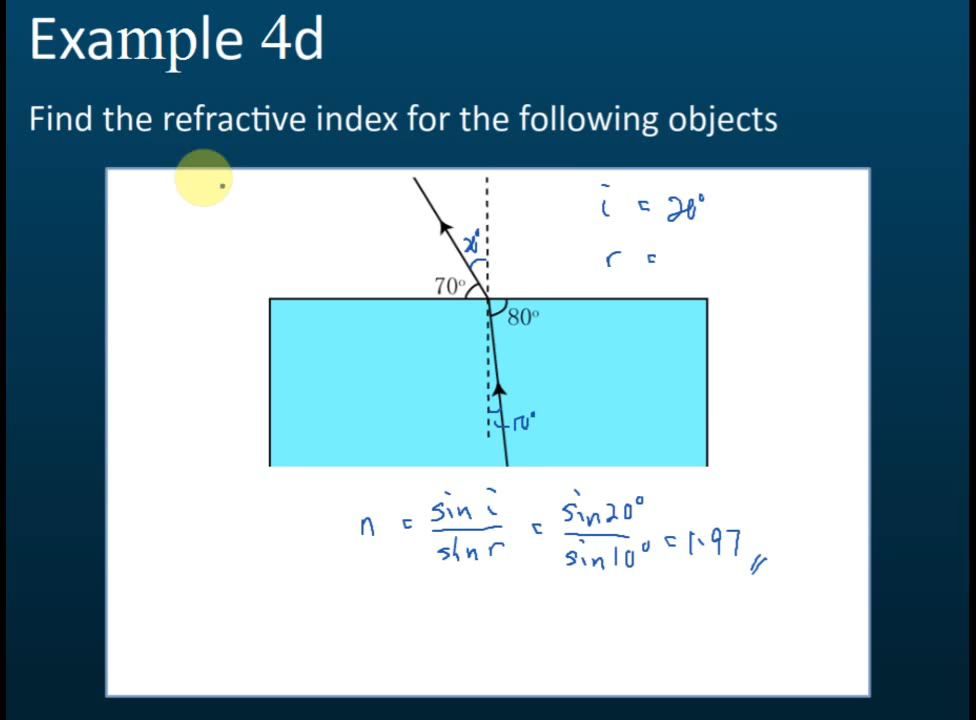 Example 4d
Find the refractive index for the following objects
i = 20°
r =
20°
70°
80°
10°
n = sin i / sin r = sin 20° / sin 10° = 1.97 //